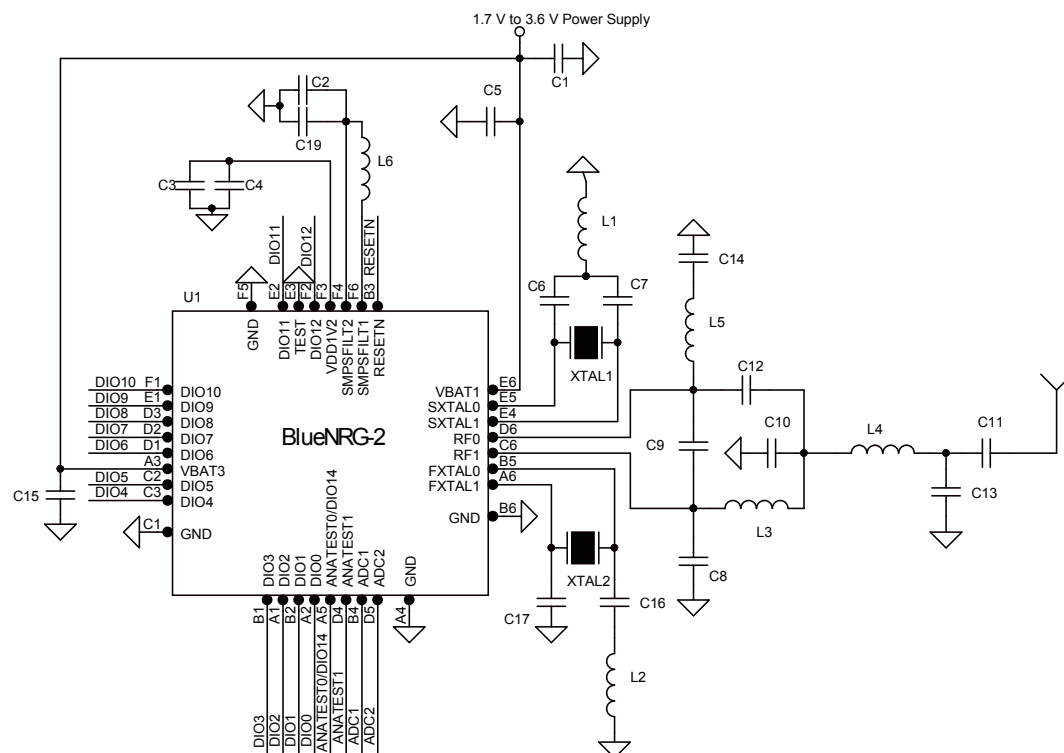 1.7 V to 3.6 V Power Supply
C1
C2
C5
C19
L6
C3
C4
L1
C14
DIO11
DIO12
RESETN
C6
C7
L5
U1
F5
E2
E3
F2
F3
F4
F6
B3
GND
DIO11
TEST
DIO12
VDD1V2
SMPSFILT2
SMPSFILT1
RESETN
XTAL1
C12
DIO10 F1 DIO10
DIO9 E1 DIO9
DIO8 D3 DIO8
DIO7 D2 DIO7
DIO6 D1 DIO6
A3 VBAT3
DIO5 C2 DIO5
DIO4 C3 DIO4
C1 GND
C15
BlueNRG-2
VBAT1 E6
SXTAL0 E5
SXTAL1 E4
RF0 D6
RF1 C6
FXTAL0 B5
FXTAL1 A6
GND B6
C9
C10
L4
C11
C13
L3
C8
XTAL2
C17
C16
L2
DIO3
DIO2
DIO1
DIO0
ANATEST0/DIO14
ANATEST1
ADC1
ADC2
GND
B1
A1
B2
A2
A5
D4
B4
D5
A4
DIO3
DIO2
DIO1
DIO0
ANATEST0/DIO14
ANATEST1
ADC1
ADC2